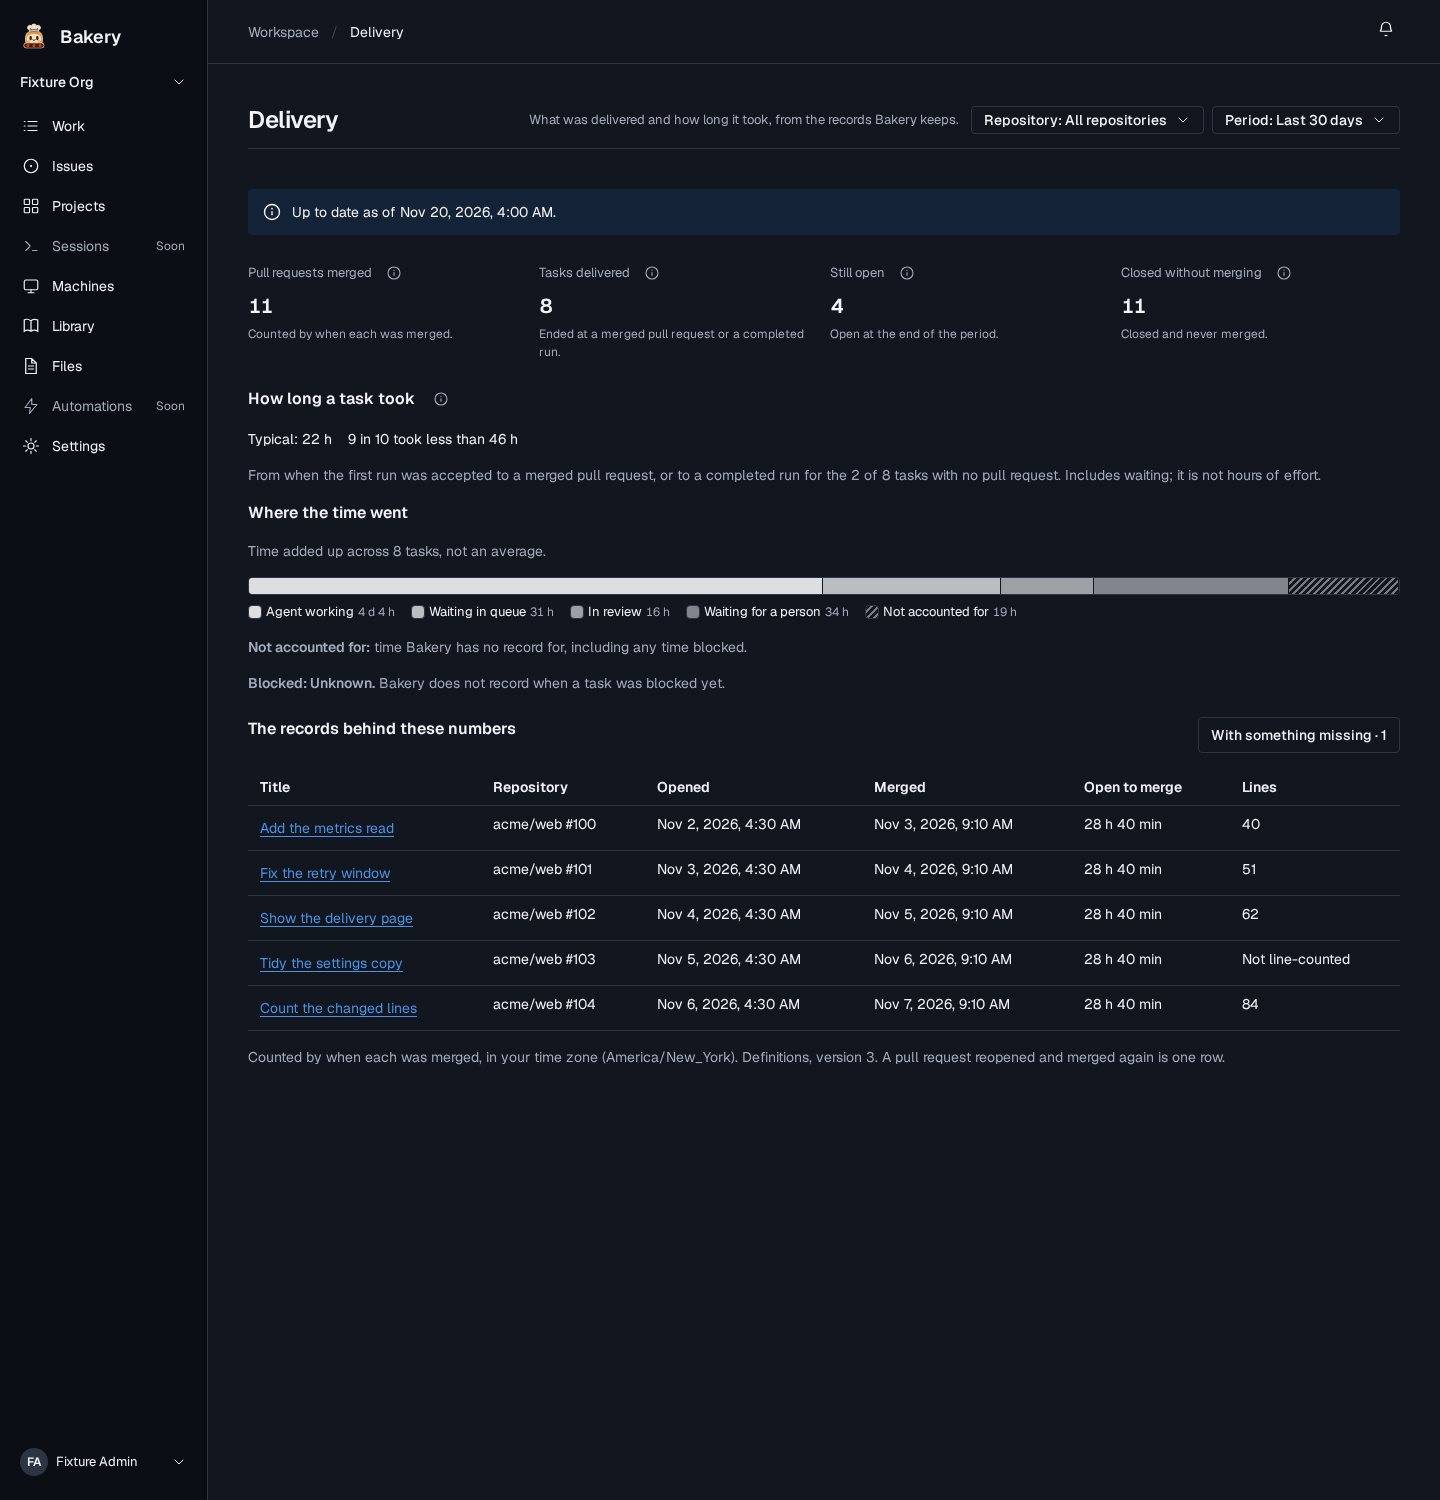 Bakery
Fixture Org
Work
Issues
Projects
Sessions Soon
Machines
Library
Files
Automations Soon
Settings
FA Fixture Admin
Workspace / Delivery
Delivery
What was delivered and how long it took, from the records Bakery keeps.
Repository: All repositories
Period: Last 30 days
Up to date as of Nov 20, 2026, 4:00 AM.
Pull requests merged
11
Counted by when each was merged.
Tasks delivered
8
Ended at a merged pull request or a completed
run.
Still open
4
Open at the end of the period.
Closed without merging
11
Closed and never merged.
How long a task took
Typical: 22 h 9 in 10 took less than 46 h
From when the first run was accepted to a merged pull request, or to a completed run for the 2 of 8 tasks with no pull request. Includes waiting; it is not hours of effort.
Where the time went
Time added up across 8 tasks, not an average.
Agent working 4 d 4 h Waiting in queue 31 h In review 16 h Waiting for a person 34 h Not accounted for 19 h
Not accounted for: time Bakery has no record for, including any time blocked.
Blocked: Unknown. Bakery does not record when a task was blocked yet.
The records behind these numbers
With something missing · 1
Title Repository Opened Merged Open to merge Lines
Add the metrics read acme/web #100 Nov 2, 2026, 4:30 AM Nov 3, 2026, 9:10 AM 28 h 40 min 40
Fix the retry window acme/web #101 Nov 3, 2026, 4:30 AM Nov 4, 2026, 9:10 AM 28 h 40 min 51
Show the delivery page acme/web #102 Nov 4, 2026, 4:30 AM Nov 5, 2026, 9:10 AM 28 h 40 min 62
Tidy the settings copy acme/web #103 Nov 5, 2026, 4:30 AM Nov 6, 2026, 9:10 AM 28 h 40 min Not line-counted
Count the changed lines acme/web #104 Nov 6, 2026, 4:30 AM Nov 7, 2026, 9:10 AM 28 h 40 min 84
Counted by when each was merged, in your time zone (America/New_York). Definitions, version 3. A pull request reopened and merged again is one row.